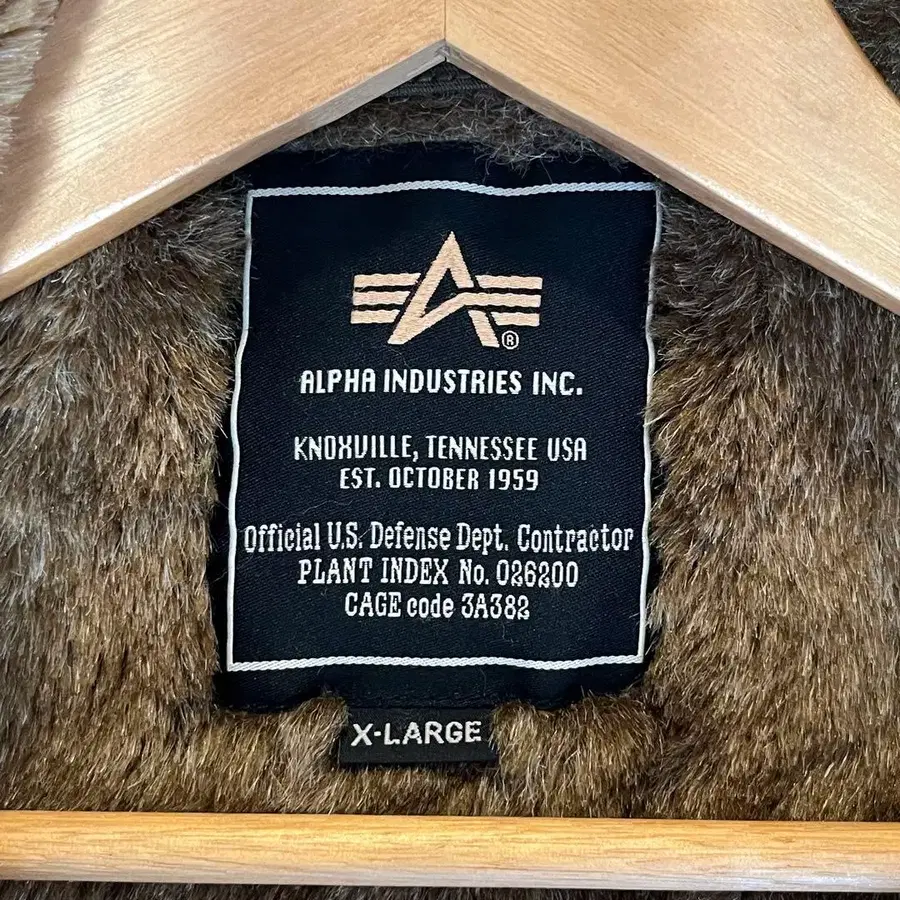 ®
ALPHA INDUSTRIES INC.
KNOXVILLE, TENNESSEE USA
EST. OCTOBER 1959
Official U.S. Defense Dept. Contractor
PLANT INDEX No. 026200
CAGE code 3A382
X-LARGE